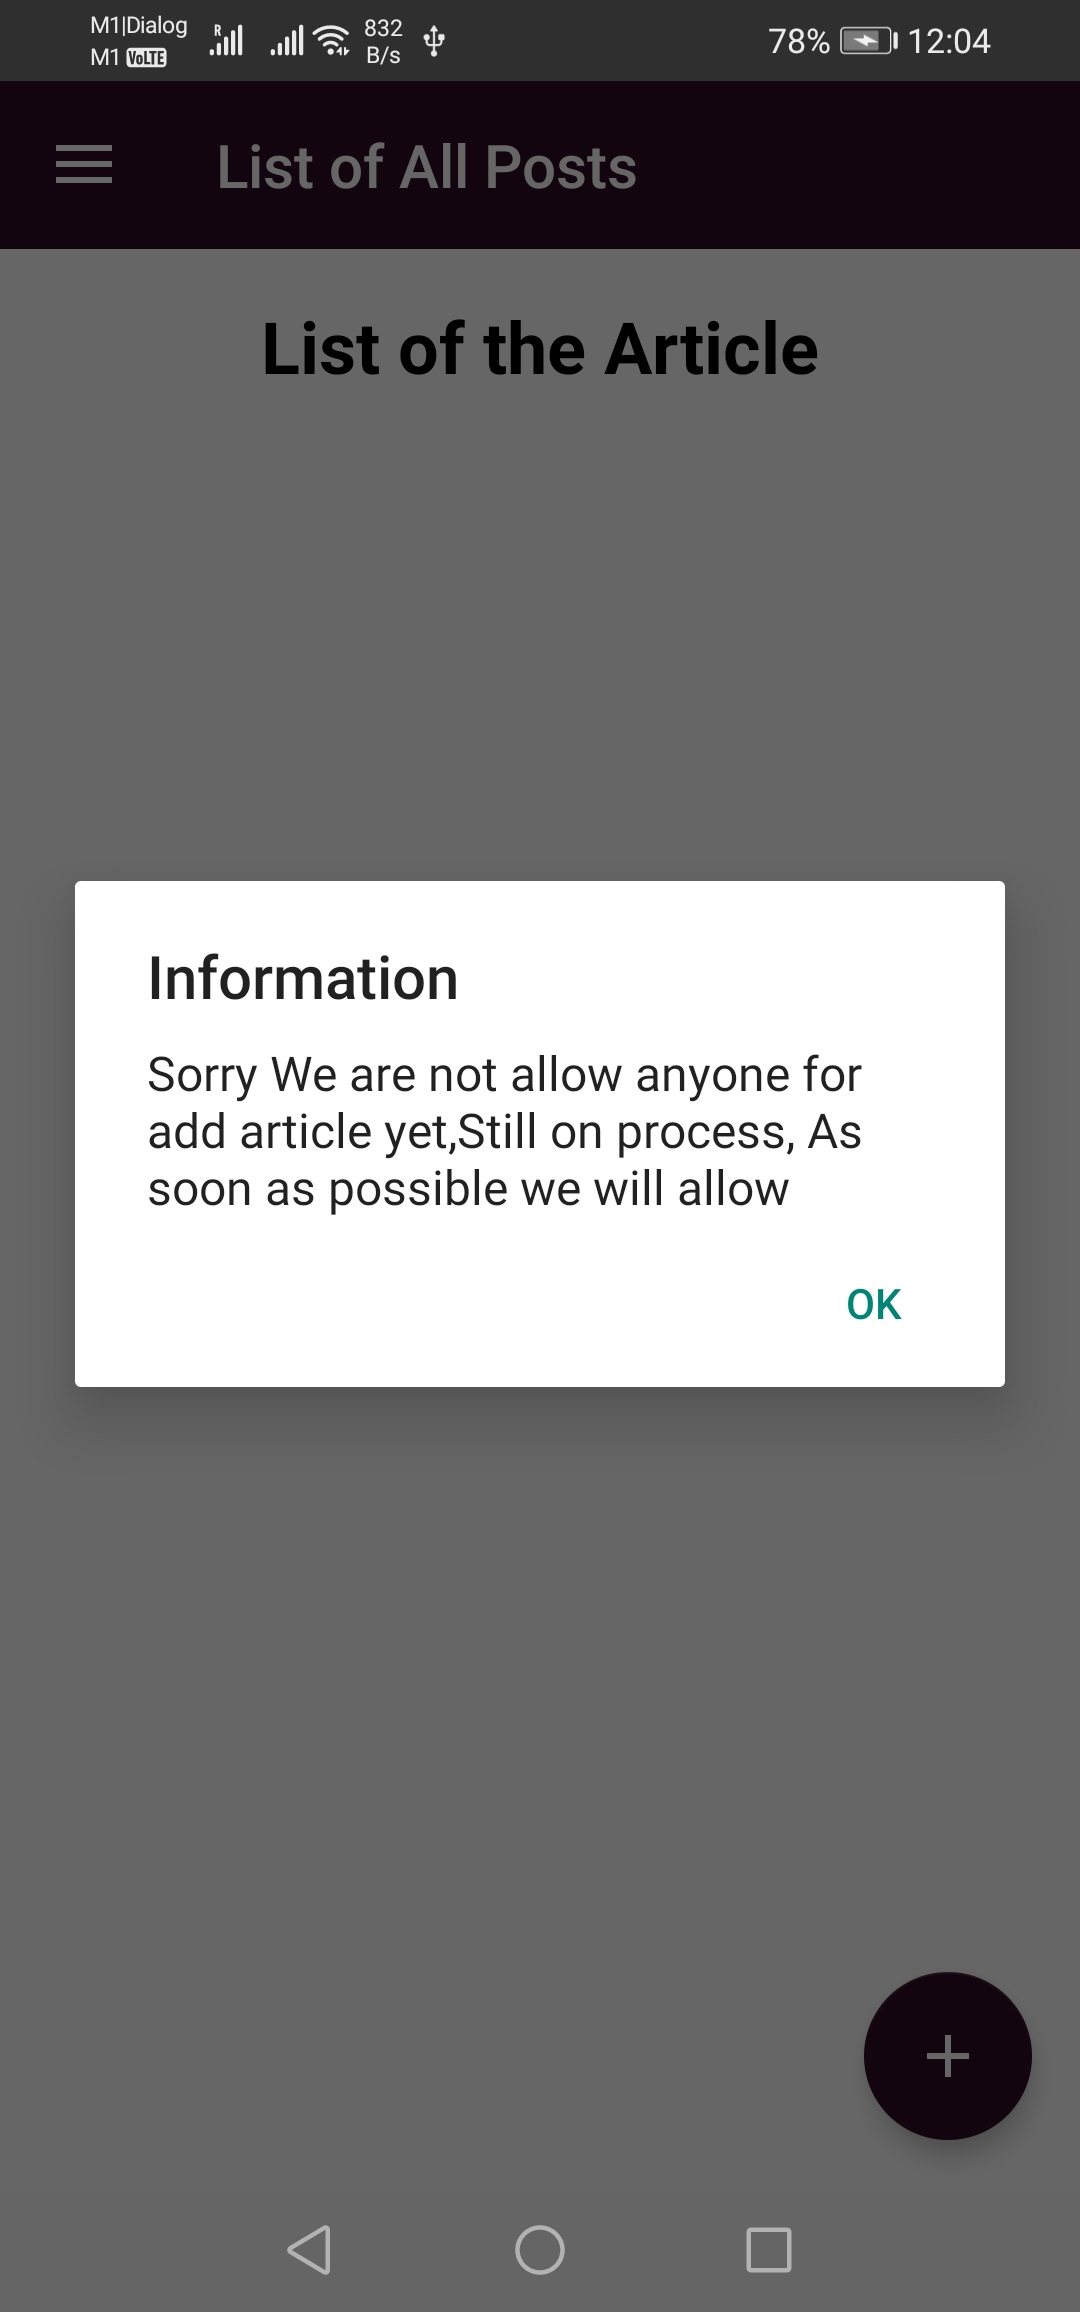 M1|Dialog
M1 VoLTE
R
832
B/s
78%
12:04
List of All Posts
List of the Article
Information
Sorry We are not allow anyone for
add article yet,Still on process, As
soon as possible we will allow
OK